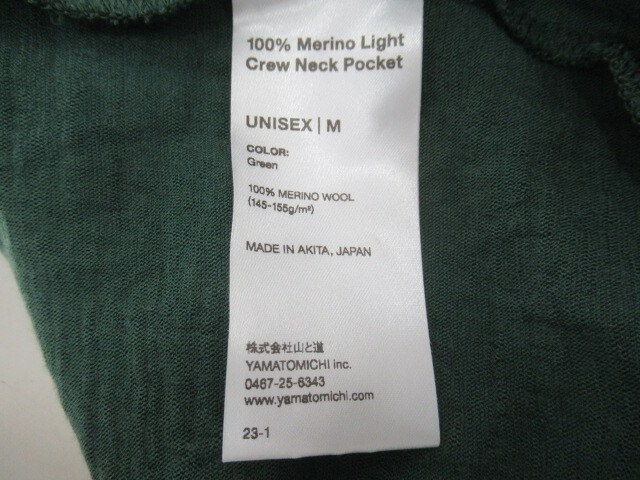 100% Merino Light
Crew Neck Pocket
UNISEX | M
COLOR:
Green
100% MERINO WOOL
(145-155g/m²)
MADE IN AKITA, JAPAN
株式会社山と道
YAMATOMICHI inc.
0467-25-6343
www.yamatomichi.com
23-1